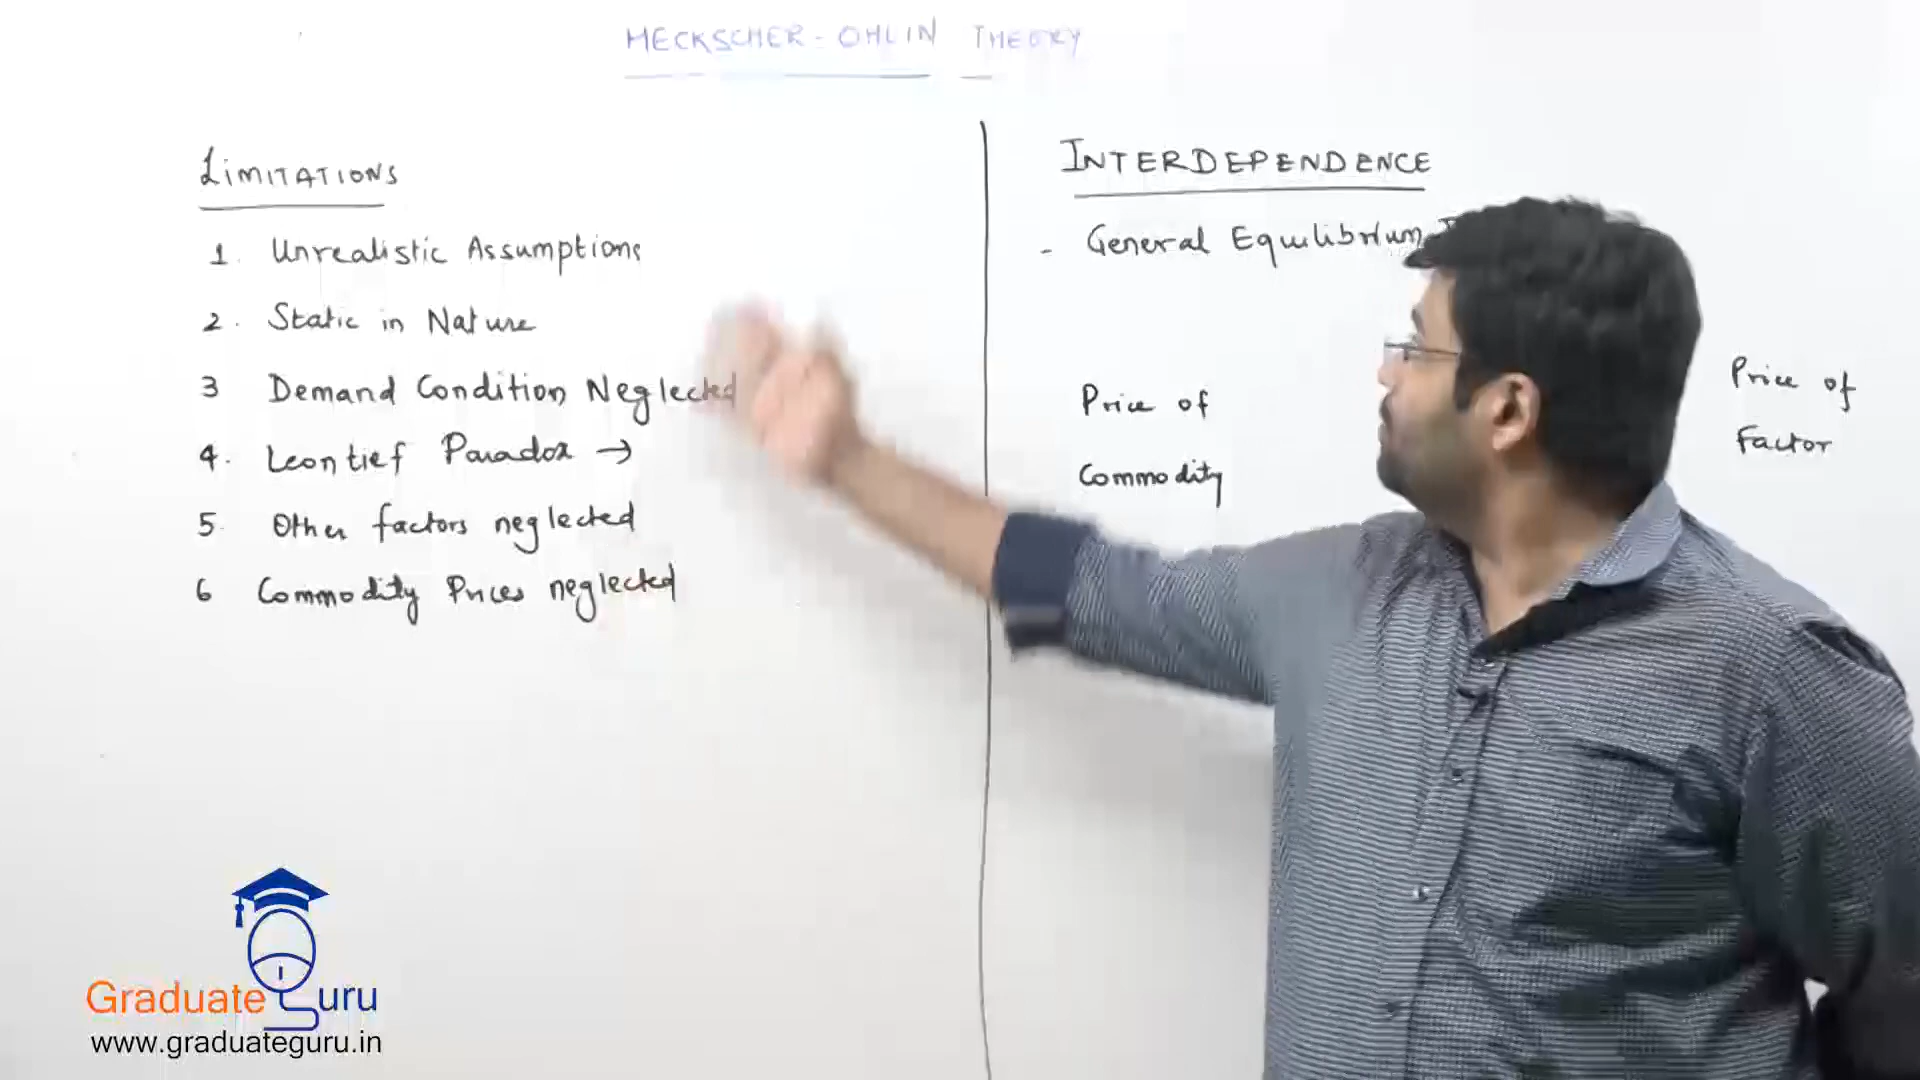 HECKSCHER - OHLIN THEORY
LIMITATIONS
1. Unrealistic Assumptions
2. Static in Nature
3 Demand Condition Neglected
4. Leontief Paradox →
5. Other factors neglected
6 Commodity Prices neglected
INTERDEPENDENCE
- General Equilibrium
Price of
Commodity
Price of
Factor
Graduate Guru
www.graduateguru.in